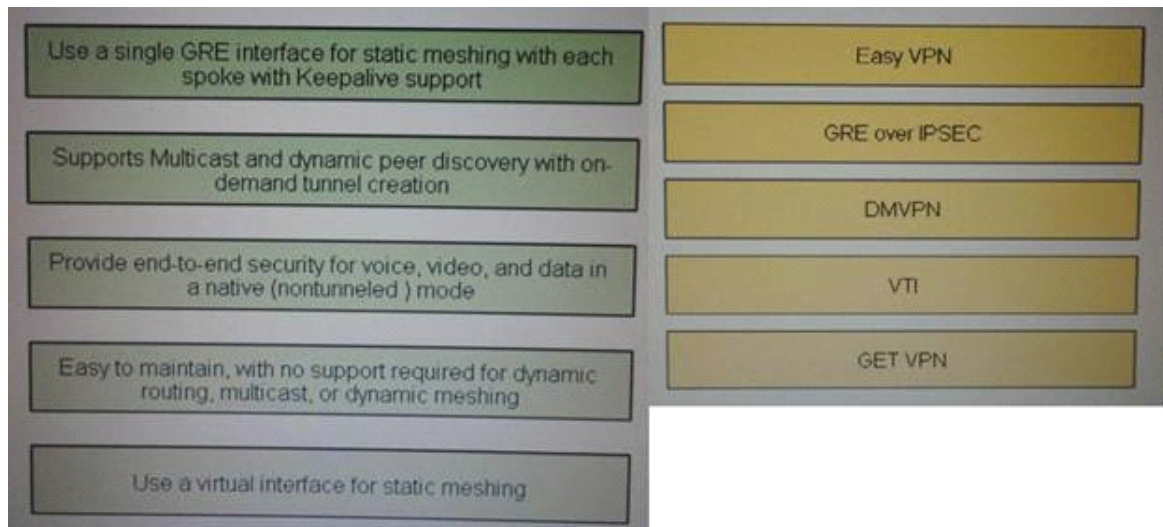 Use a single GRE interface for static meshing with each
spoke with Keepalive support
Supports Multicast and dynamic peer discovery with on-
demand tunnel creation
Provide end-to-end security for voice, video, and data in
a native (nontunneled ) mode
Easy to maintain, with no support required for dynamic
routing, multicast, or dynamic meshing
Use a virtual interface for static meshing
Easy VPN
GRE over IPSEC
DMVPN
VTI
GET VPN